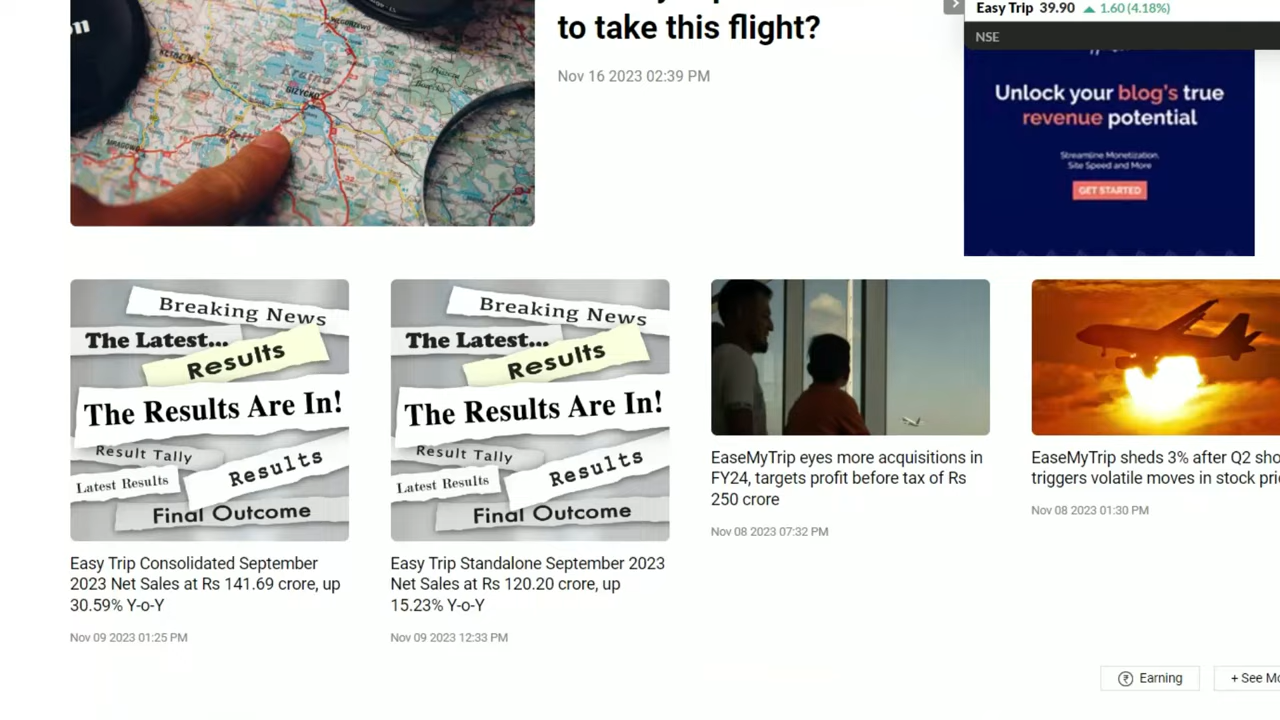 to take this flight?
Nov 16 2023 02:39 PM
Easy Trip 39.90 ▲ 1.60 (4.18%)
NSE
Unlock your blog's true
revenue potential
Streamline Monetization,
Site Speed and More
GET STARTED
GIŻYCKO
Breaking News
The Latest...
Results
The Results Are In!
Result Tally
Results
Latest Results
Final Outcome
Easy Trip Consolidated September
2023 Net Sales at Rs 141.69 crore, up
30.59% Y-o-Y
Nov 09 2023 01:25 PM
Breaking News
The Latest...
Results
The Results Are In!
Result Tally
Results
Latest Results
Final Outcome
Easy Trip Standalone September 2023
Net Sales at Rs 120.20 crore, up
15.23% Y-o-Y
Nov 09 2023 12:33 PM
EaseMyTrip eyes more acquisitions in
FY24, targets profit before tax of Rs
250 crore
Nov 08 2023 07:32 PM
EaseMyTrip sheds 3% after Q2 sho
triggers volatile moves in stock pri
Nov 08 2023 01:30 PM
Earning
+ See Mo